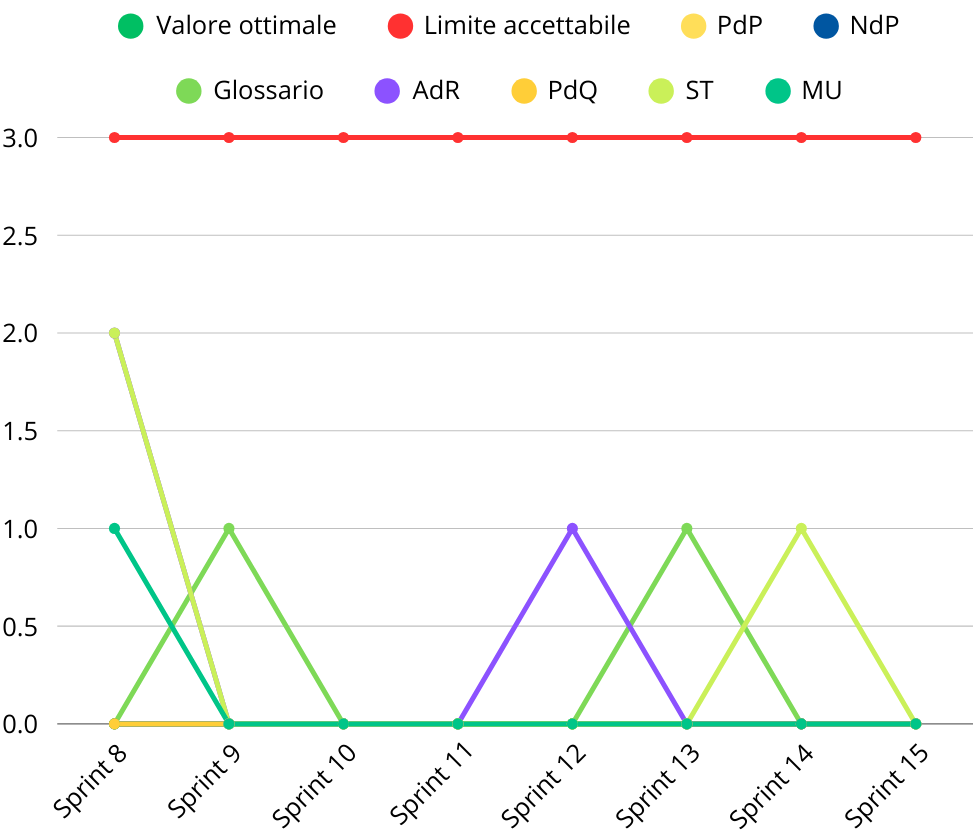 Valore ottimale Limite accettabile PdP NdP
Glossario AdR PdQ ST MU
3.0
2.5
2.0
1.5
1.0
0.5
0.0
Sprint 8 Sprint 9 Sprint 10 Sprint 11 Sprint 12 Sprint 13 Sprint 14 Sprint 15